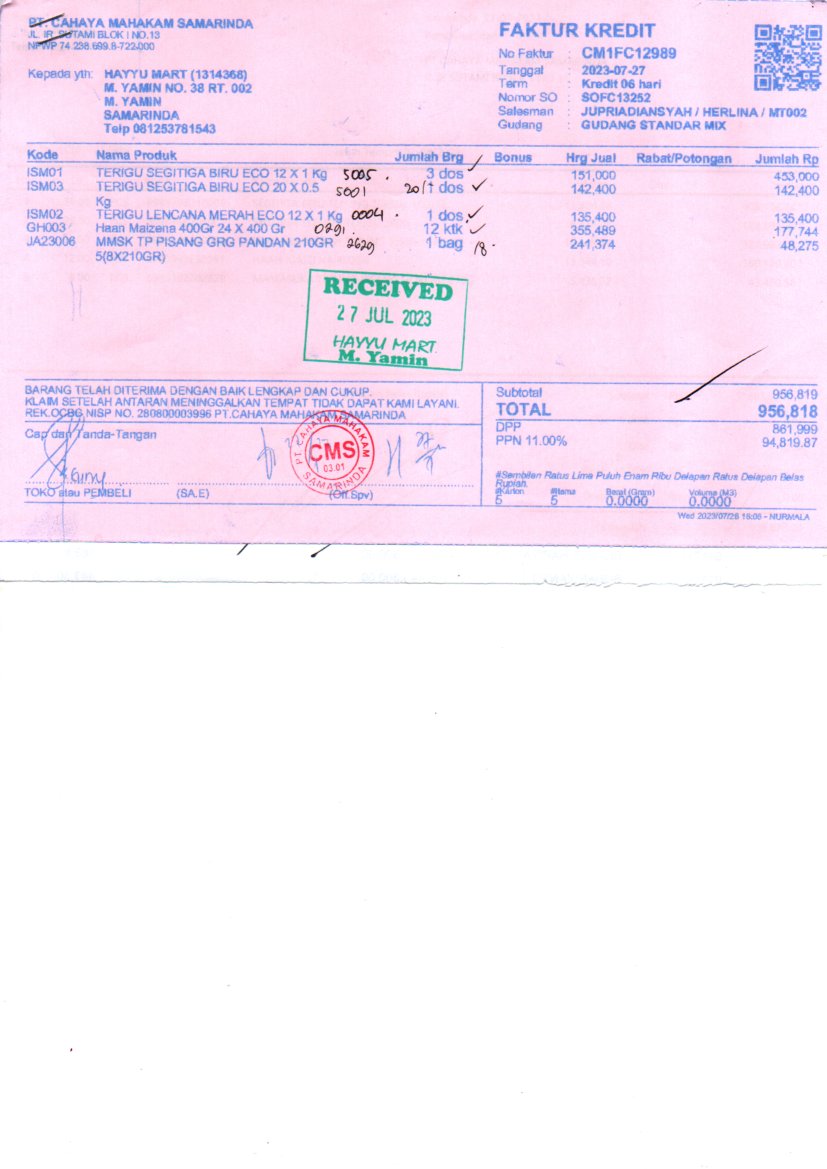 PT. CAHAYA MAHAKAM SAMARINDA
JL. IR. SUTAMI BLOK I NO.13
NPWP 74.238.699.8-722.000
FAKTUR KREDIT
No Faktur : CM1FC12989
Tanggal : 2023-07-27
Term : Kredit 06 hari
Nomor SO : SOFC13252
Salesman : JUPRIADIANSYAH / HERLINA / MT002
Gudang : GUDANG STANDAR MIX
Kepada yth: HAYYU MART (1314368)
M. YAMIN NO. 38 RT. 002
M. YAMIN
SAMARINDA
Telp 081253781543
Kode Nama Produk Jumlah Brg Bonus Hrg Jual Rabat/Potongan Jumlah Rp
ISM01 TERIGU SEGITIGA BIRU ECO 12 X 1 Kg 5005 . 3 dos 151,000 453,000
ISM03 TERIGU SEGITIGA BIRU ECO 20 X 0.5 5001 20/1 dos 142,400 142,400
Kg
ISM02 TERIGU LENCANA MERAH ECO 12 X 1 Kg 0004 . 1 dos 135,400 135,400
GH003 Haan Maizena 400Gr 24 X 400 Gr 0291 12 ktk 355,489 177,744
JA23006 MMSK TP PISANG GRG PANDAN 210GR 2629 1 bag /8 . 241,374 48,275
5(8X210GR)
RECEIVED
27 JUL 2023
HAYYU MART
M. Yamin
BARANG TELAH DITERIMA DENGAN BAIK LENGKAP DAN CUKUP.
KLAIM SETELAH ANTARAN MENINGGALKAN TEMPAT TIDAK DAPAT KAMI LAYANI.
REK.OCBC NISP NO. 280800003996 PT.CAHAYA MAHAKAM SAMARINDA
Subtotal 956,819
TOTAL 956,818
DPP 861,999
PPN 11.00% 94,819.87
Cap dan Tanda-Tangan
PT CAHAYA MAHAKAM
CMS
03.01
SAMARINDA
TOKO atau PEMBELI (SA.E) (Off.Spv)
#Sembilan Ratus Lima Puluh Enam Ribu Delapan Ratus Delapan Belas
Rupiah.
#Karton #Items Berat (Gram) Volume (M3)
5 5 0.0000 0.0000
Wed 2023/07/26 16:06 - NURMALA